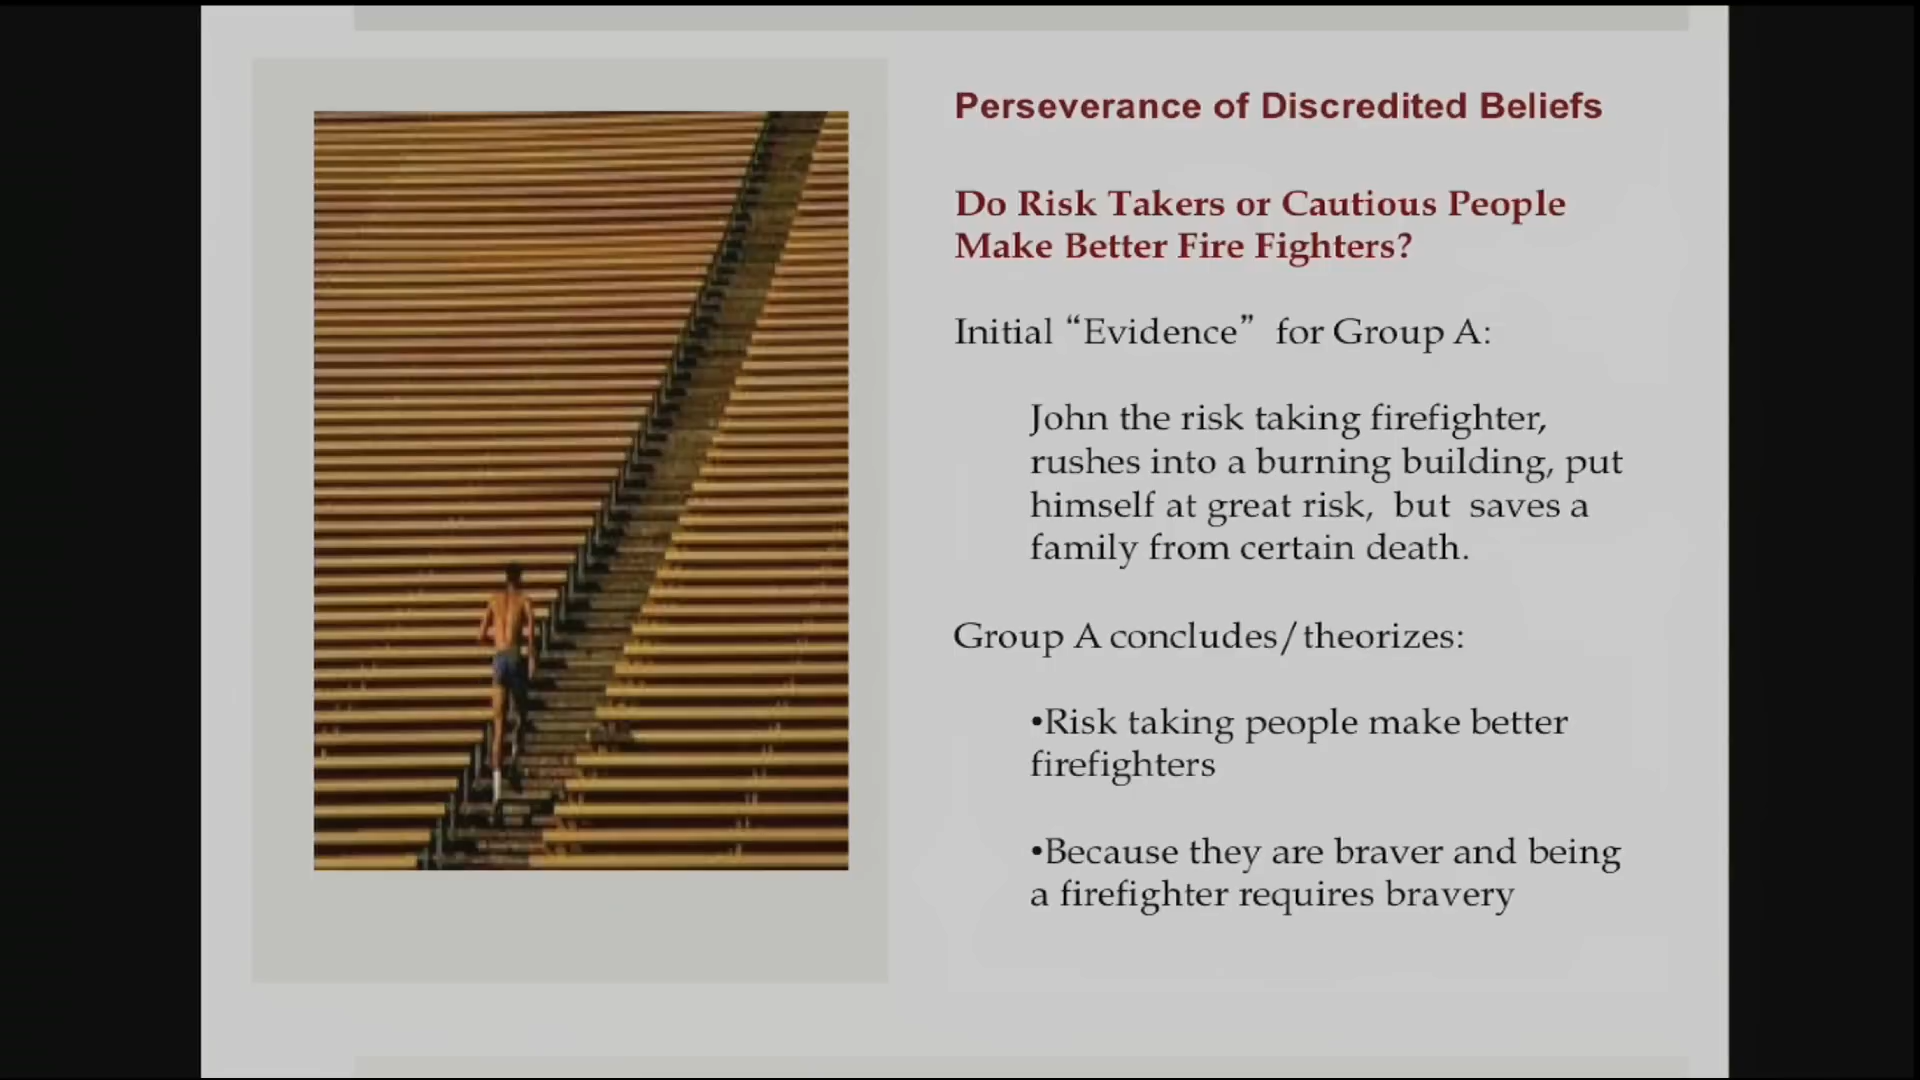 Perseverance of Discredited Beliefs
Do Risk Takers or Cautious People
Make Better Fire Fighters?
Initial “Evidence” for Group A:
John the risk taking firefighter,
rushes into a burning building, put
himself at great risk, but saves a
family from certain death.
Group A concludes/theorizes:
•Risk taking people make better
firefighters
•Because they are braver and being
a firefighter requires bravery